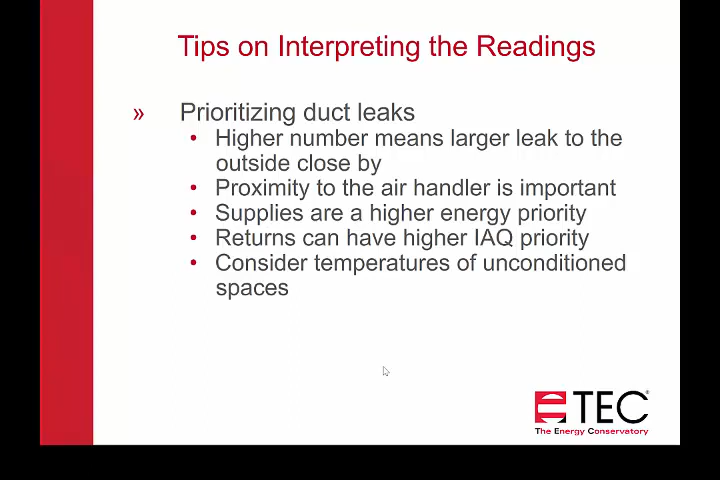 Tips on Interpreting the Readings
» Prioritizing duct leaks
• Higher number means larger leak to the
outside close by
• Proximity to the air handler is important
• Supplies are a higher energy priority
• Returns can have higher IAQ priority
• Consider temperatures of unconditioned
spaces
TEC®
The Energy Conservatory